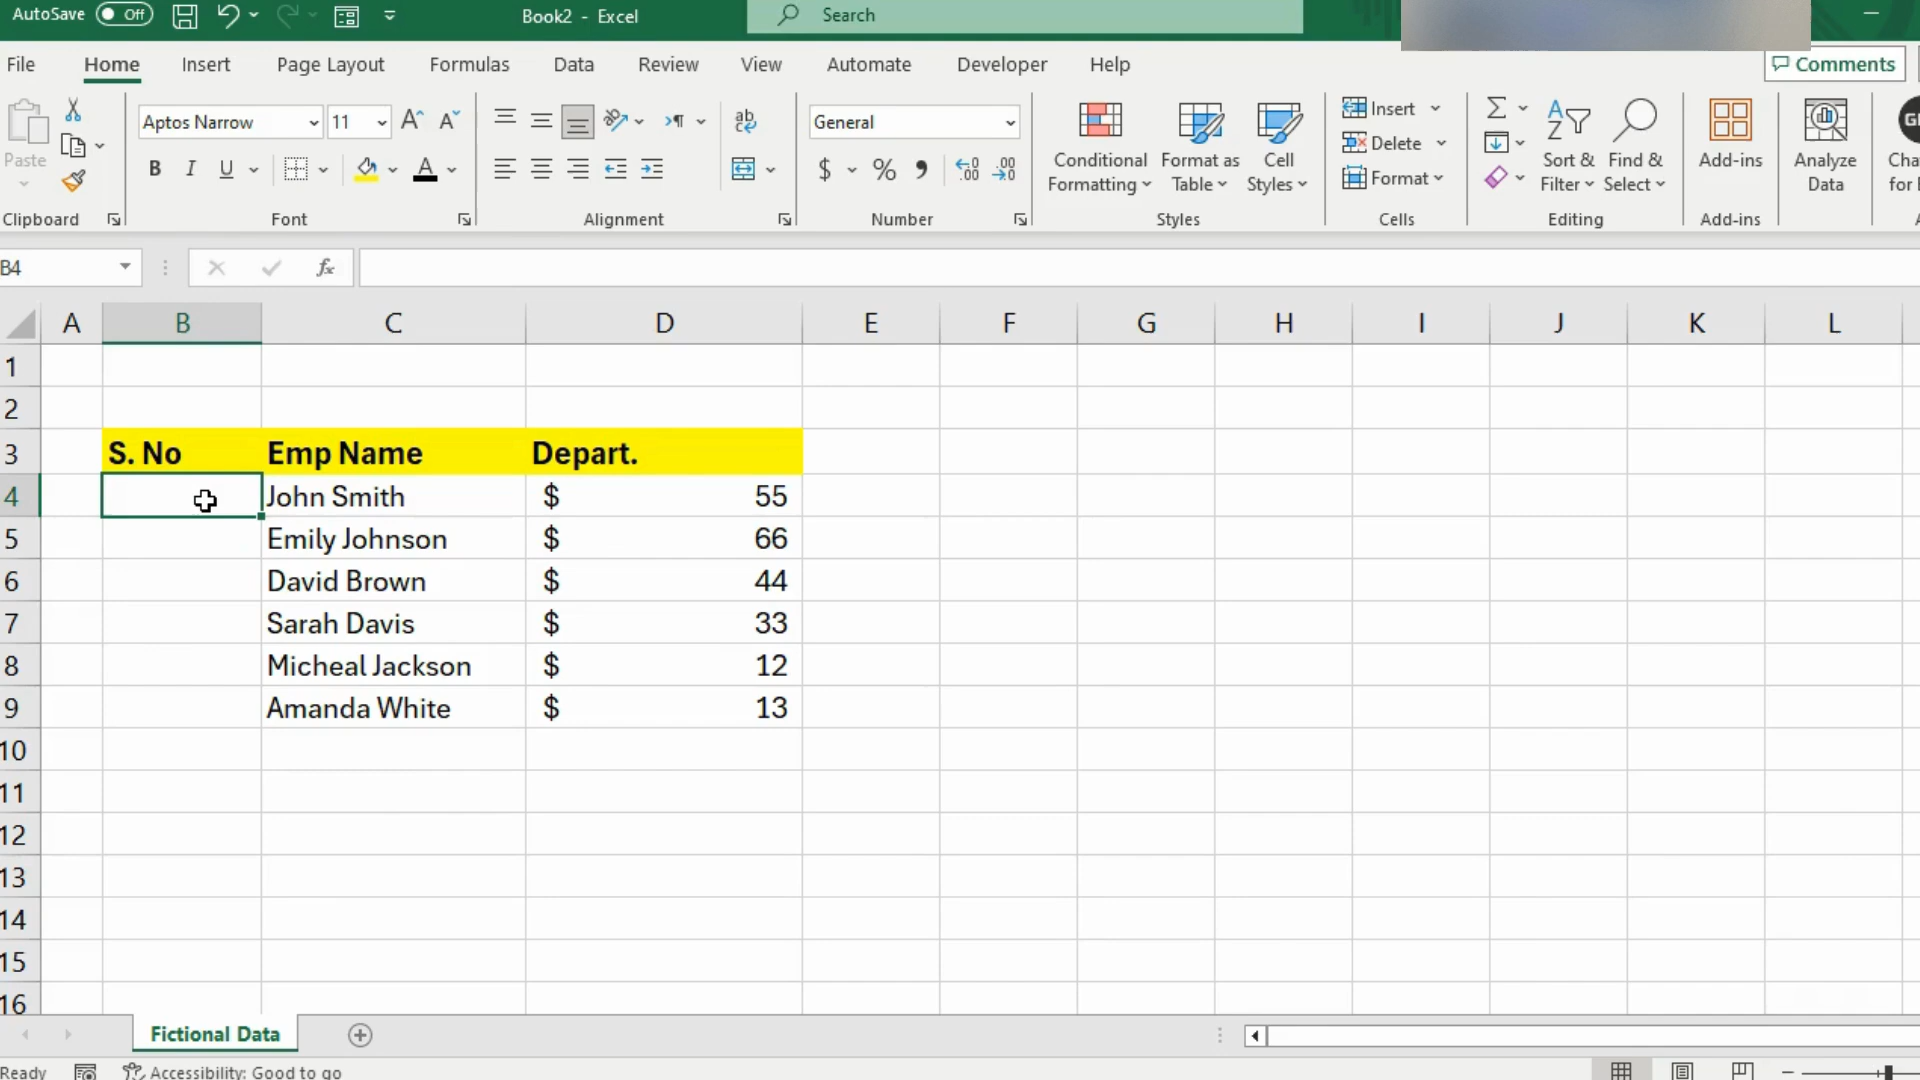 AutoSave Off Book2 - Excel Search
File Home Insert Page Layout Formulas Data Review View Automate Developer Help Comments
Paste
Clipboard
Aptos Narrow 11 A A
B I U A
Font
ab
Alignment
General
$ % , .00
Number
Conditional Formatting
Format as Table
Cell Styles
Styles
Insert
Delete
Format
Cells
Sort & Filter
Find & Select
Editing
Add-ins
Add-ins
Analyze Data
B4 fx
A B C D E F G H I J K L
1
2
3 S. No Emp Name Depart.
4 John Smith $ 55
5 Emily Johnson $ 66
6 David Brown $ 44
7 Sarah Davis $ 33
8 Micheal Jackson $ 12
9 Amanda White $ 13
10
11
12
13
14
15
16
Fictional Data
Ready Accessibility: Good to go